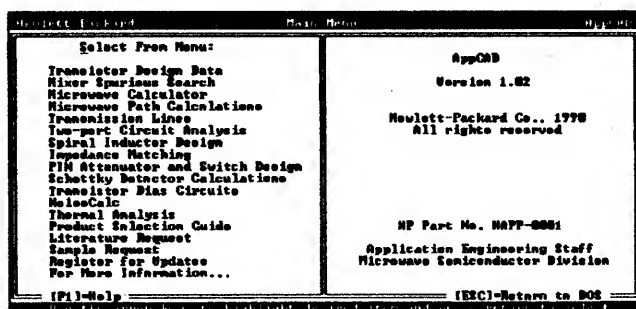 Hewlett Packard Main Menu AppCAD
Select From Menu:
Transistor Design Data
Mixer Spurious Search
Microwave Calculator
Microwave Path Calculations
Transmission Lines
Two-port Circuit Analysis
Spiral Inductor Design
Impedance Matching
PIN Attenuator and Switch Design
Schottky Detector Calculations
Transistor Bias Circuits
NoiseCalc
Thermal Analysis
Product Selection Guide
Literature Request
Sample Request
Register for Updates
For More Information...
[F1]=Help
AppCAD
Version 1.02
Hewlett-Packard Co., 1990
All rights reserved
HP Part No. HAPP-0001
Application Engineering Staff
Microwave Semiconductor Division
[ESC]=Return to DOS